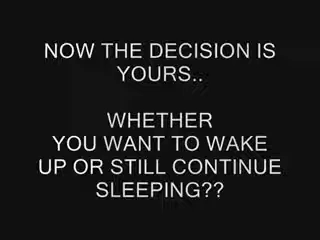 NOW THE DECISION IS
YOURS..
WHETHER
YOU WANT TO WAKE
UP OR STILL CONTINUE
SLEEPING??